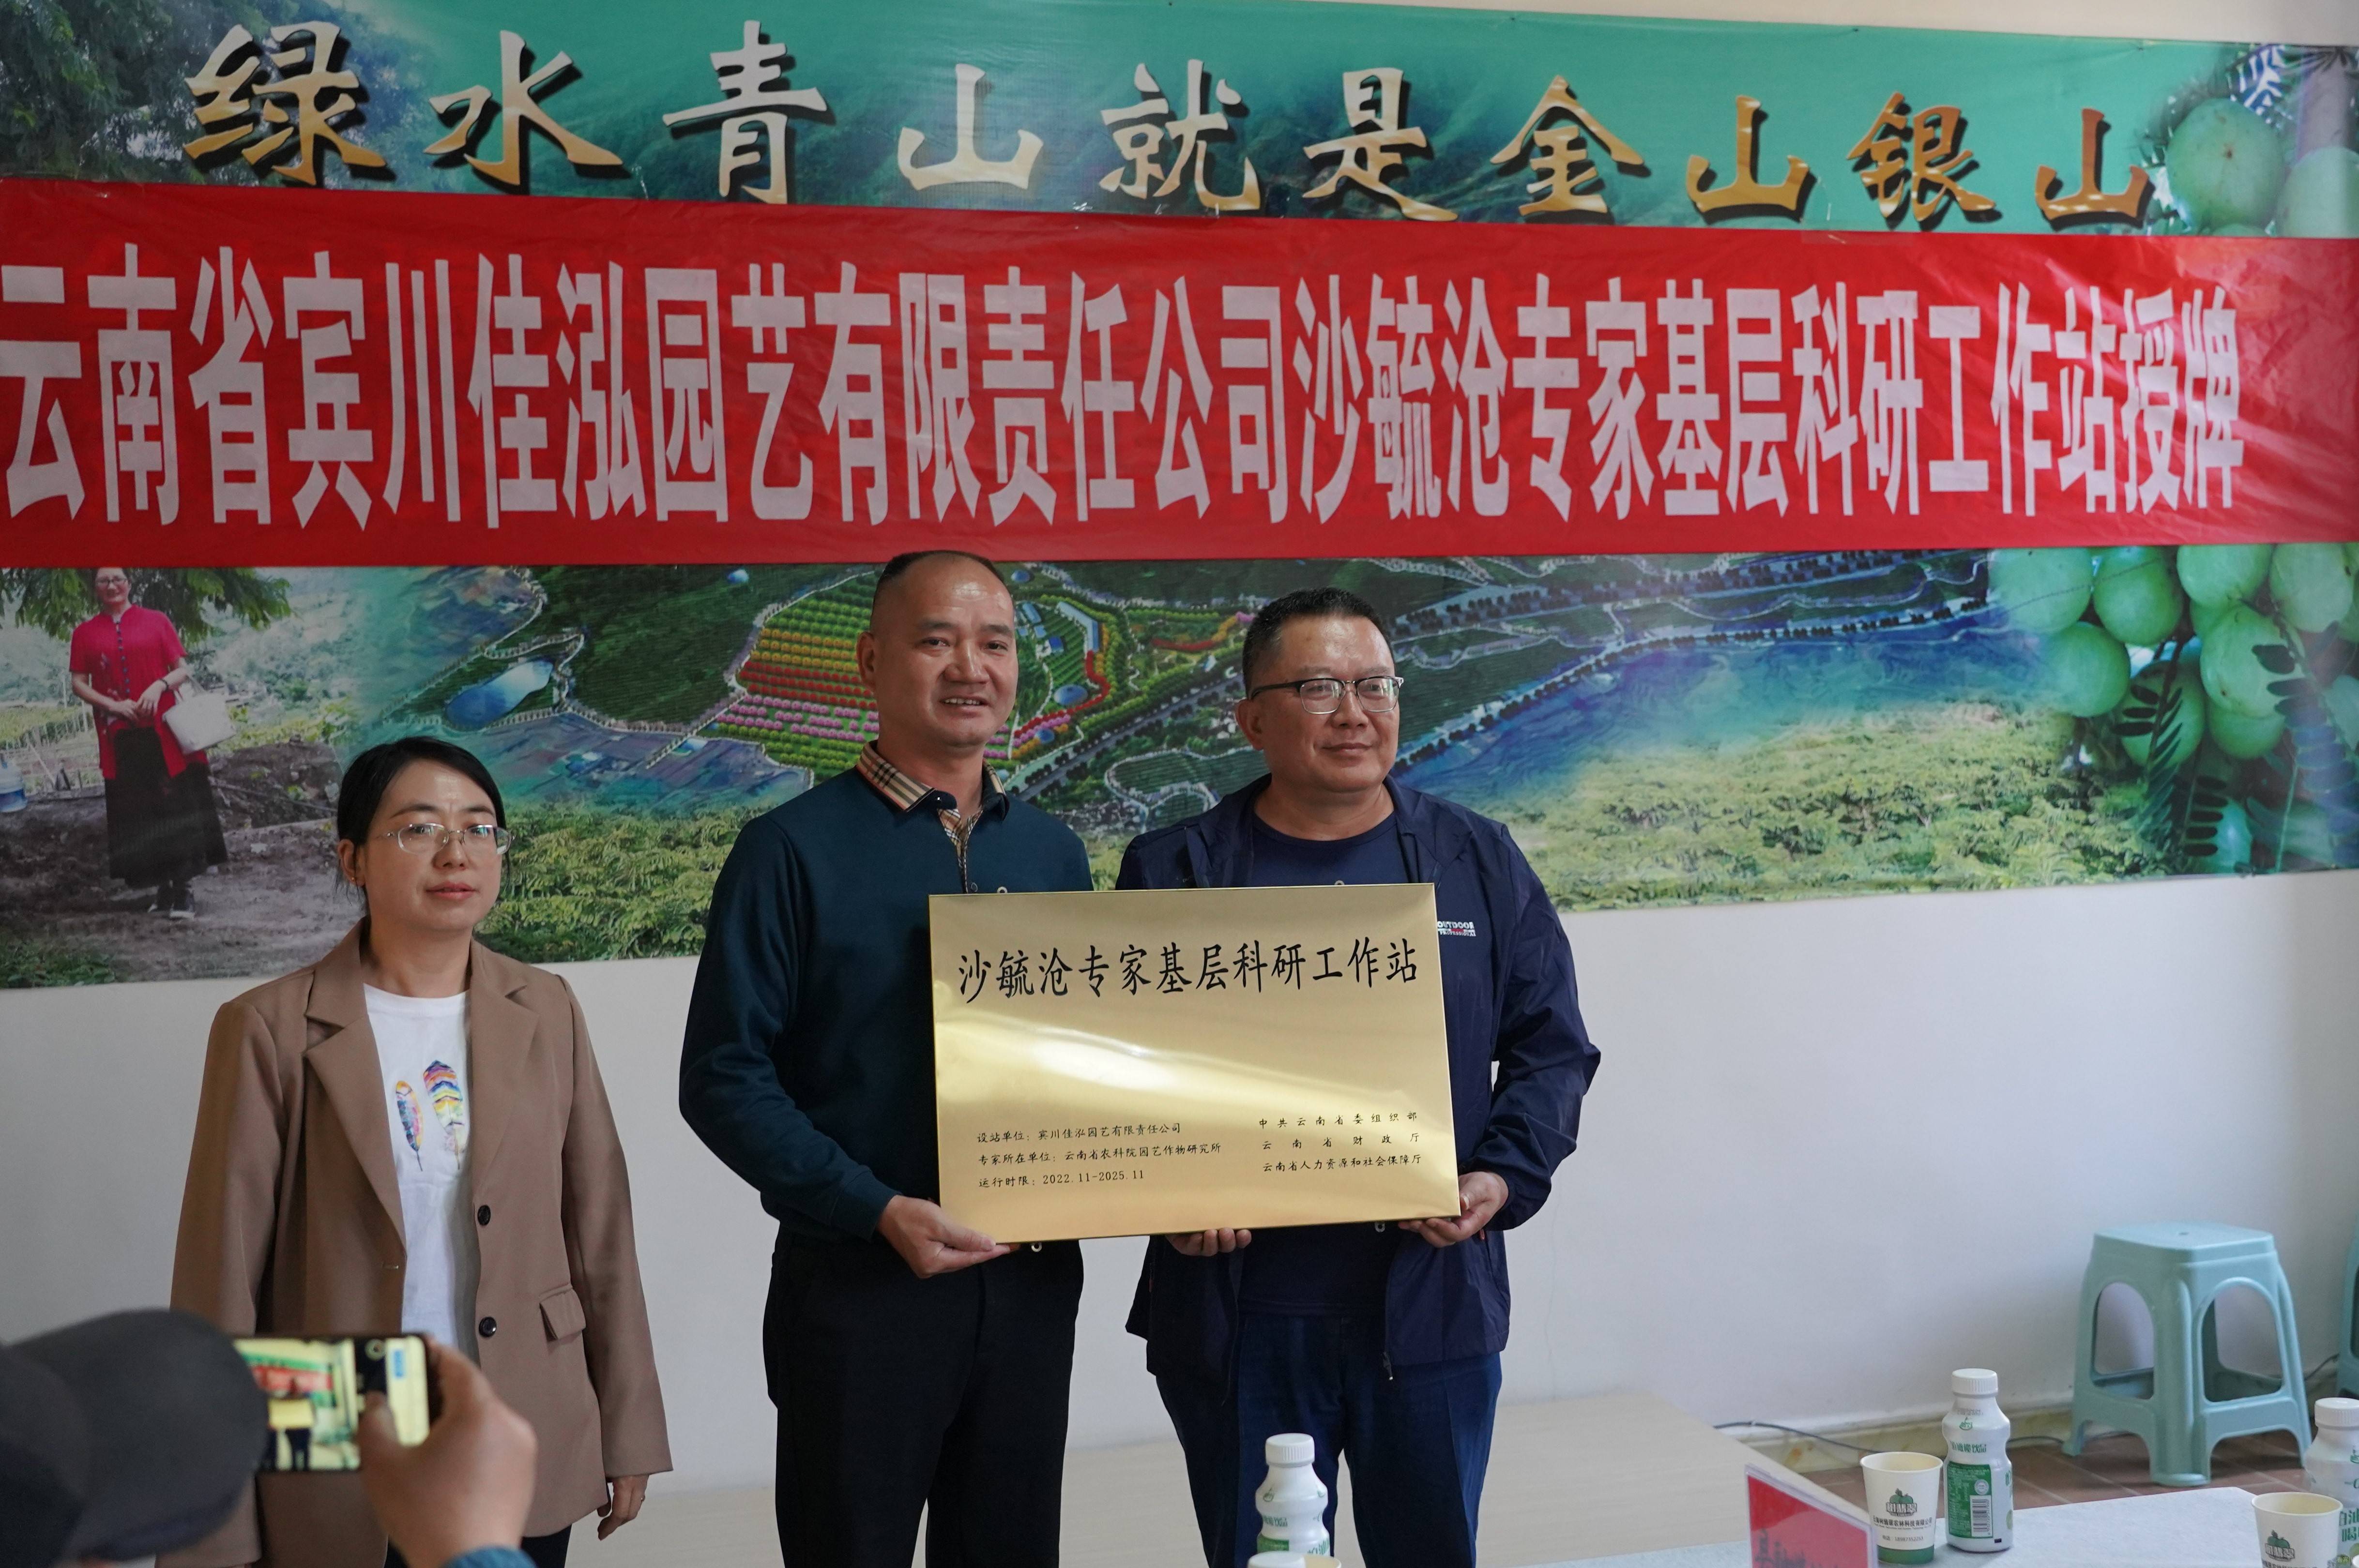 绿水青山就是金山银山
云南省宾川佳泓园艺有限责任公司沙毓沧专家基层科研工作站授牌
OUTDOOR
沙毓沧专家基层科研工作站
设站单位：宾川佳泓园艺有限责任公司
专家所在单位：云南省农科院园艺作物研究所
运行时限：2022.11-2025.11
中共云南省委组织部
云南省财政厅
云南省人力资源和社会保障厅